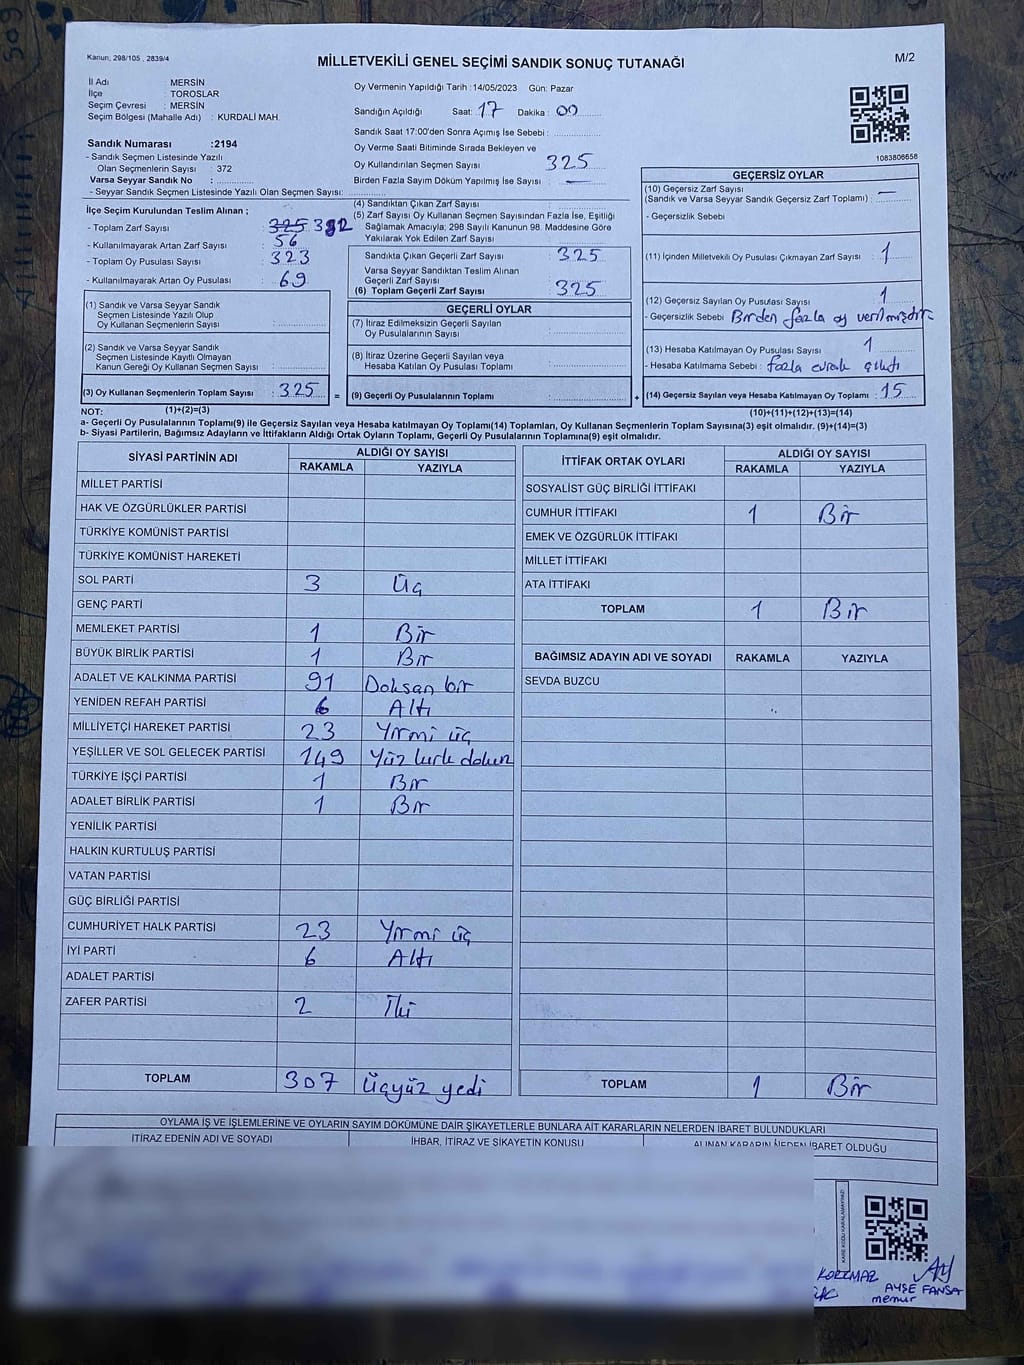 Kanun; 298/105 , 2839/4
MİLLETVEKİLİ GENEL SEÇİMİ SANDIK SONUÇ TUTANAĞI
M/2
İl Adı : MERSİN
İlçe : TOROSLAR
Seçim Çevresi : MERSİN
Seçim Bölgesi (Mahalle Adı) : KURDALİ MAH.
Oy Vermenin Yapıldığı Tarih : 14/05/2023 Gün: Pazar
Sandığın Açıldığı Saat: 17 Dakika : 00
Sandık Saat 17:00'den Sonra Açımış İse Sebebi :
Sandık Numarası :2194
- Sandık Seçmen Listesinde Yazılı
Olan Seçmenlerin Sayısı : 372
Varsa Seyyar Sandık No :
- Seyyar Sandık Seçmen Listesinde Yazılı Olan Seçmen Sayısı:
Oy Verme Saati Bitiminde Sırada Bekleyen ve
Oy Kullandırılan Seçmen Sayısı 325
Birden Fazla Sayım Döküm Yapılmış İse Sayısı : —
1083806658
İlçe Seçim Kurulundan Teslim Alınan ;
- Toplam Zarf Sayısı : 325 382
- Kullanılmayarak Artan Zarf Sayısı : 56
- Toplam Oy Pusulası Sayısı : 323
- Kullanılmayarak Artan Oy Pusulası : 69
(4) Sandıktan Çıkan Zarf Sayısı :
(5) Zarf Sayısı Oy Kullanan Seçmen Sayısından Fazla İse, Eşitliği
Sağlamak Amacıyla; 298 Sayılı Kanunun 98. Maddesine Göre
Yakılarak Yok Edilen Zarf Sayısı :
Sandıkta Çıkan Geçerli Zarf Sayısı : 325
Varsa Seyyar Sandıktan Teslim Alınan
Geçerli Zarf Sayısı :
(6) Toplam Geçerli Zarf Sayısı : 325
GEÇERSİZ OYLAR
(10) Geçersiz Zarf Sayısı
(Sandık ve Varsa Seyyar Sandık Geçersiz Zarf Toplamı) : —
- Geçersizlik Sebebi
(11) İçinden Milletvekili Oy Pusulası Çıkmayan Zarf Sayısı : 1
(12) Geçersiz Sayılan Oy Pusulası Sayısı : 1
- Geçersizlik Sebebi : Birden fazla oy verilmiştir
(13) Hesaba Katılmayan Oy Pusulası Sayısı : 1
- Hesaba Katılmama Sebebi : fazla evrak çıktı
(14) Geçersiz Sayılan veya Hesaba Katılmayan Oy Toplamı : 15
(10)+(11)+(12)+(13)=(14)
(1) Sandık ve Varsa Seyyar Sandık
Seçmen Listesinde Yazılı Olup
Oy Kullanan Seçmenlerin Sayısı :
(2) Sandık ve Varsa Seyyar Sandık
Seçmen Listesinde Kayıtlı Olmayan
Kanun Gereği Oy Kullanan Seçmen Sayısı :
(3) Oy Kullanan Seçmenlerin Toplam Sayısı : 325 =
GEÇERLİ OYLAR
(7) İtiraz Edilmeksizin Geçerli Sayılan
Oy Pusulalarının Sayısı :
(8) İtiraz Üzerine Geçerli Sayılan veya
Hesaba Katılan Oy Pusulası Toplamı :
(9) Geçerli Oy Pusulalarının Toplamı : +
NOT: (1)+(2)=(3)
a- Geçerli Oy Pusulalarının Toplamı(9) ile Geçersiz Sayılan veya Hesaba katılmayan Oy Toplamı(14) Toplamları, Oy Kullanan Seçmenlerin Toplam Sayısına(3) eşit olmalıdır. (9)+(14)=(3)
b- Siyasi Partilerin, Bağımsız Adayların ve İttifakların Aldığı Ortak Oyların Toplamı, Geçerli Oy Pusulalarının Toplamına(9) eşit olmalıdır.
SİYASİ PARTİNİN ADI ALDIĞI OY SAYISI
RAKAMLA YAZIYLA
MİLLET PARTİSİ
HAK VE ÖZGÜRLÜKLER PARTİSİ
TÜRKİYE KOMÜNİST PARTİSİ
TÜRKİYE KOMÜNİST HAREKETİ
SOL PARTİ 3 Üç
GENÇ PARTİ
MEMLEKET PARTİSİ 1 Bir
BÜYÜK BİRLİK PARTİSİ 1 Bir
ADALET VE KALKINMA PARTİSİ 91 Doksan bir
YENİDEN REFAH PARTİSİ 6 Altı
MİLLİYETÇİ HAREKET PARTİSİ 23 Yirmi üç
YEŞİLLER VE SOL GELECEK PARTİSİ 149 Yüz kırk dokuz
TÜRKİYE İŞÇİ PARTİSİ 1 Bir
ADALET BİRLİK PARTİSİ 1 Bir
YENİLİK PARTİSİ
HALKIN KURTULUŞ PARTİSİ
VATAN PARTİSİ
GÜÇ BİRLİĞİ PARTİSİ
CUMHURİYET HALK PARTİSİ 23 Yirmi üç
İYİ PARTİ 6 Altı
ADALET PARTİSİ
ZAFER PARTİSİ 2 İki
TOPLAM 307 Üçyüz yedi
İTTİFAK ORTAK OYLARI ALDIĞI OY SAYISI
RAKAMLA YAZIYLA
SOSYALİST GÜÇ BİRLİĞİ İTTİFAKI
CUMHUR İTTİFAKI 1 Bir
EMEK VE ÖZGÜRLÜK İTTİFAKI
MİLLET İTTİFAKI
ATA İTTİFAKI
TOPLAM 1 Bir
BAĞIMSIZ ADAYIN ADI VE SOYADI RAKAMLA YAZIYLA
SEVDA BUZCU
TOPLAM 1 Bir
OYLAMA İŞ VE İŞLEMLERİNE VE OYLARIN SAYIM DÖKÜMÜNE DAİR ŞİKAYETLERLE BUNLARA AİT KARARLARIN NELERDEN İBARET BULUNDUKLARI
İTİRAZ EDENİN ADI VE SOYADI İHBAR, İTİRAZ VE ŞİKAYETİN KONUSU ALINAN KARARIN NEDEN İBARET OLDUĞU
KARE KODU KARALAMAYINIZ!
KORKMAZ
AYŞE FANSA
memur